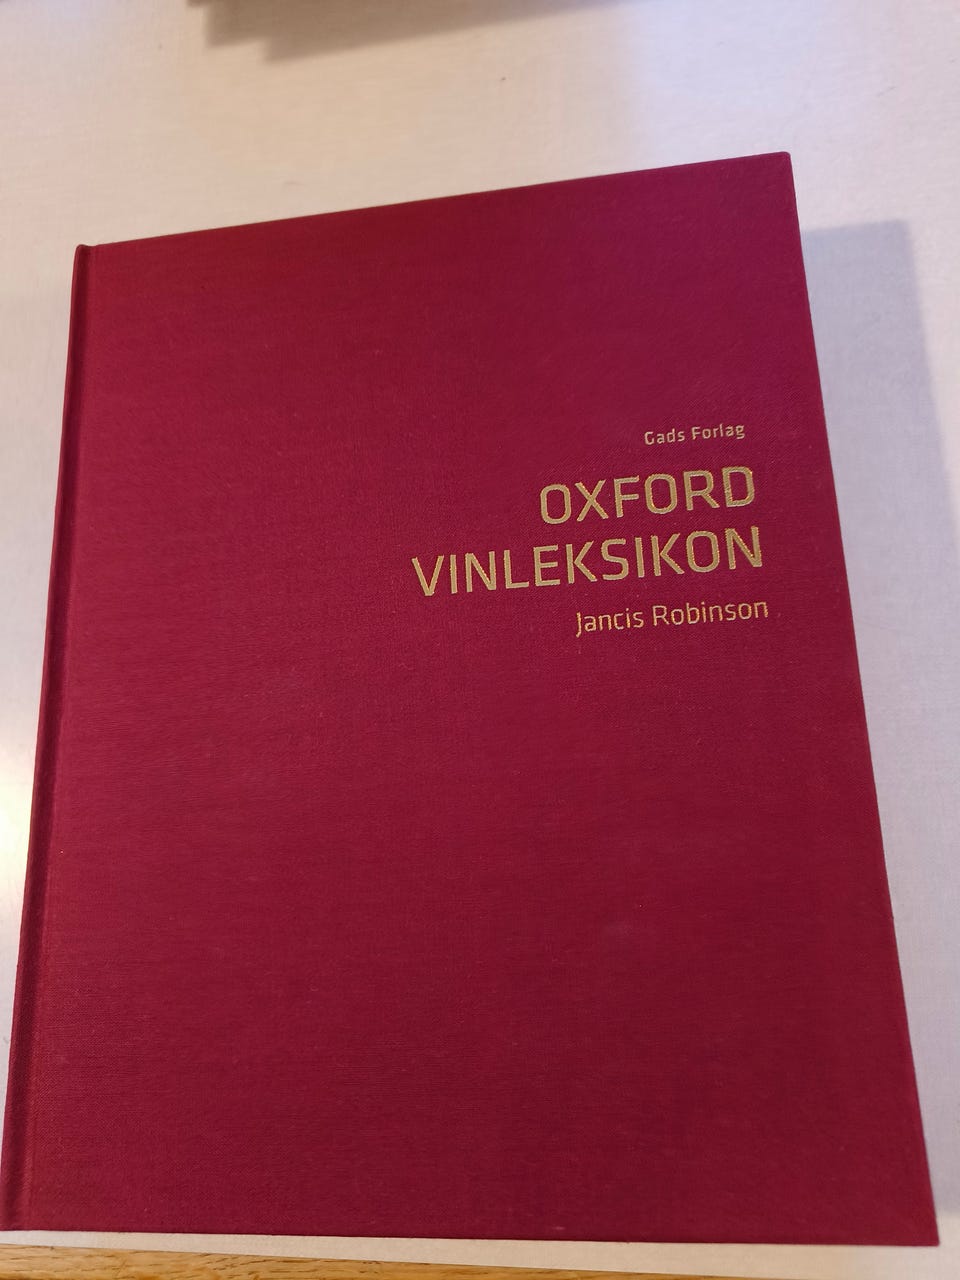 Gads Forlag
OXFORD
VINLEKSIKON
Jancis Robinson